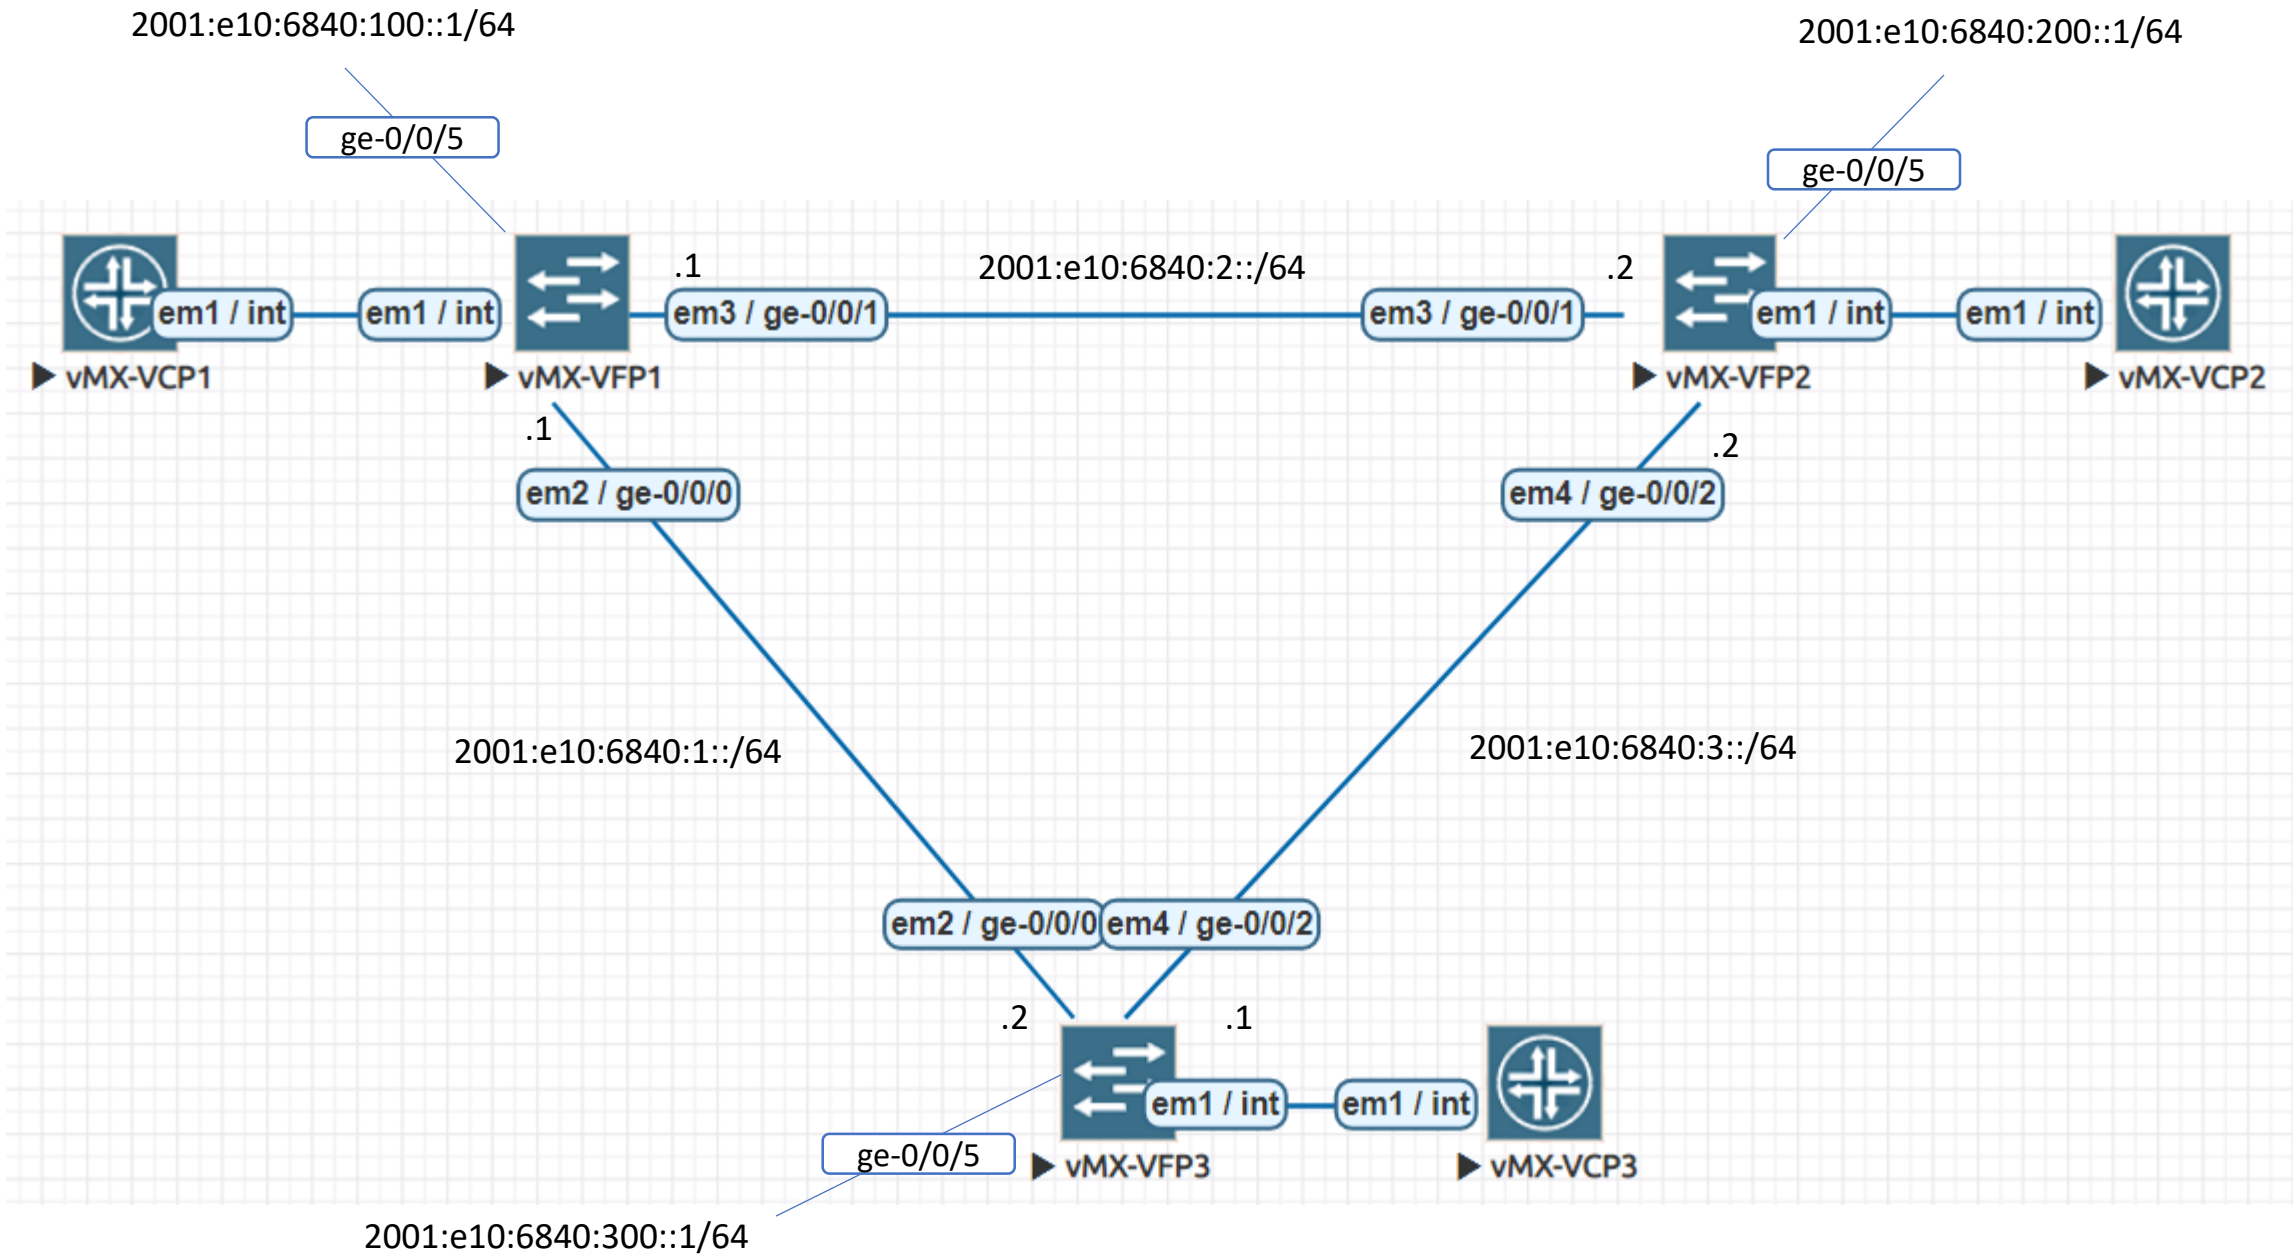 2001:e10:6840:100::1/64
2001:e10:6840:200::1/64
ge-0/0/5
ge-0/0/5
.1
2001:e10:6840:2::/64
.2
em1 / int
em1 / int
em3 / ge-0/0/1
em3 / ge-0/0/1
em1 / int
em1 / int
vMX-VCP1
vMX-VFP1
vMX-VFP2
vMX-VCP2
.1
.2
em2 / ge-0/0/0
em4 / ge-0/0/2
2001:e10:6840:1::/64
2001:e10:6840:3::/64
em2 / ge-0/0/0
em4 / ge-0/0/2
.2
.1
em1 / int
em1 / int
ge-0/0/5
vMX-VFP3
vMX-VCP3
2001:e10:6840:300::1/64